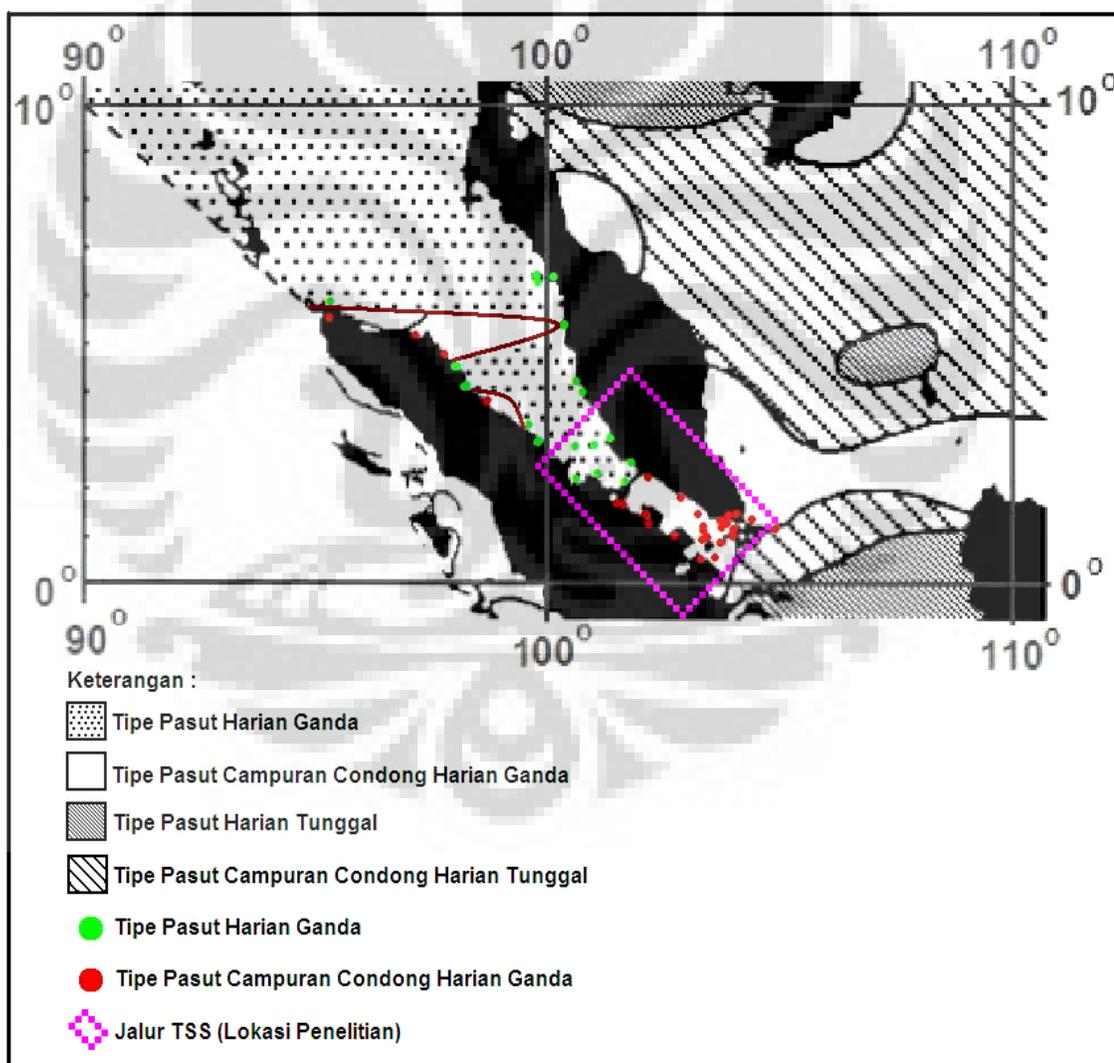 90° 100° 110°
10° 10°
0° 0°
90° 100° 110°
Keterangan :
Tipe Pasut Harian Ganda
Tipe Pasut Campuran Condong Harian Ganda
Tipe Pasut Harian Tunggal
Tipe Pasut Campuran Condong Harian Tunggal
Tipe Pasut Harian Ganda
Tipe Pasut Campuran Condong Harian Ganda
Jalur TSS (Lokasi Penelitian)